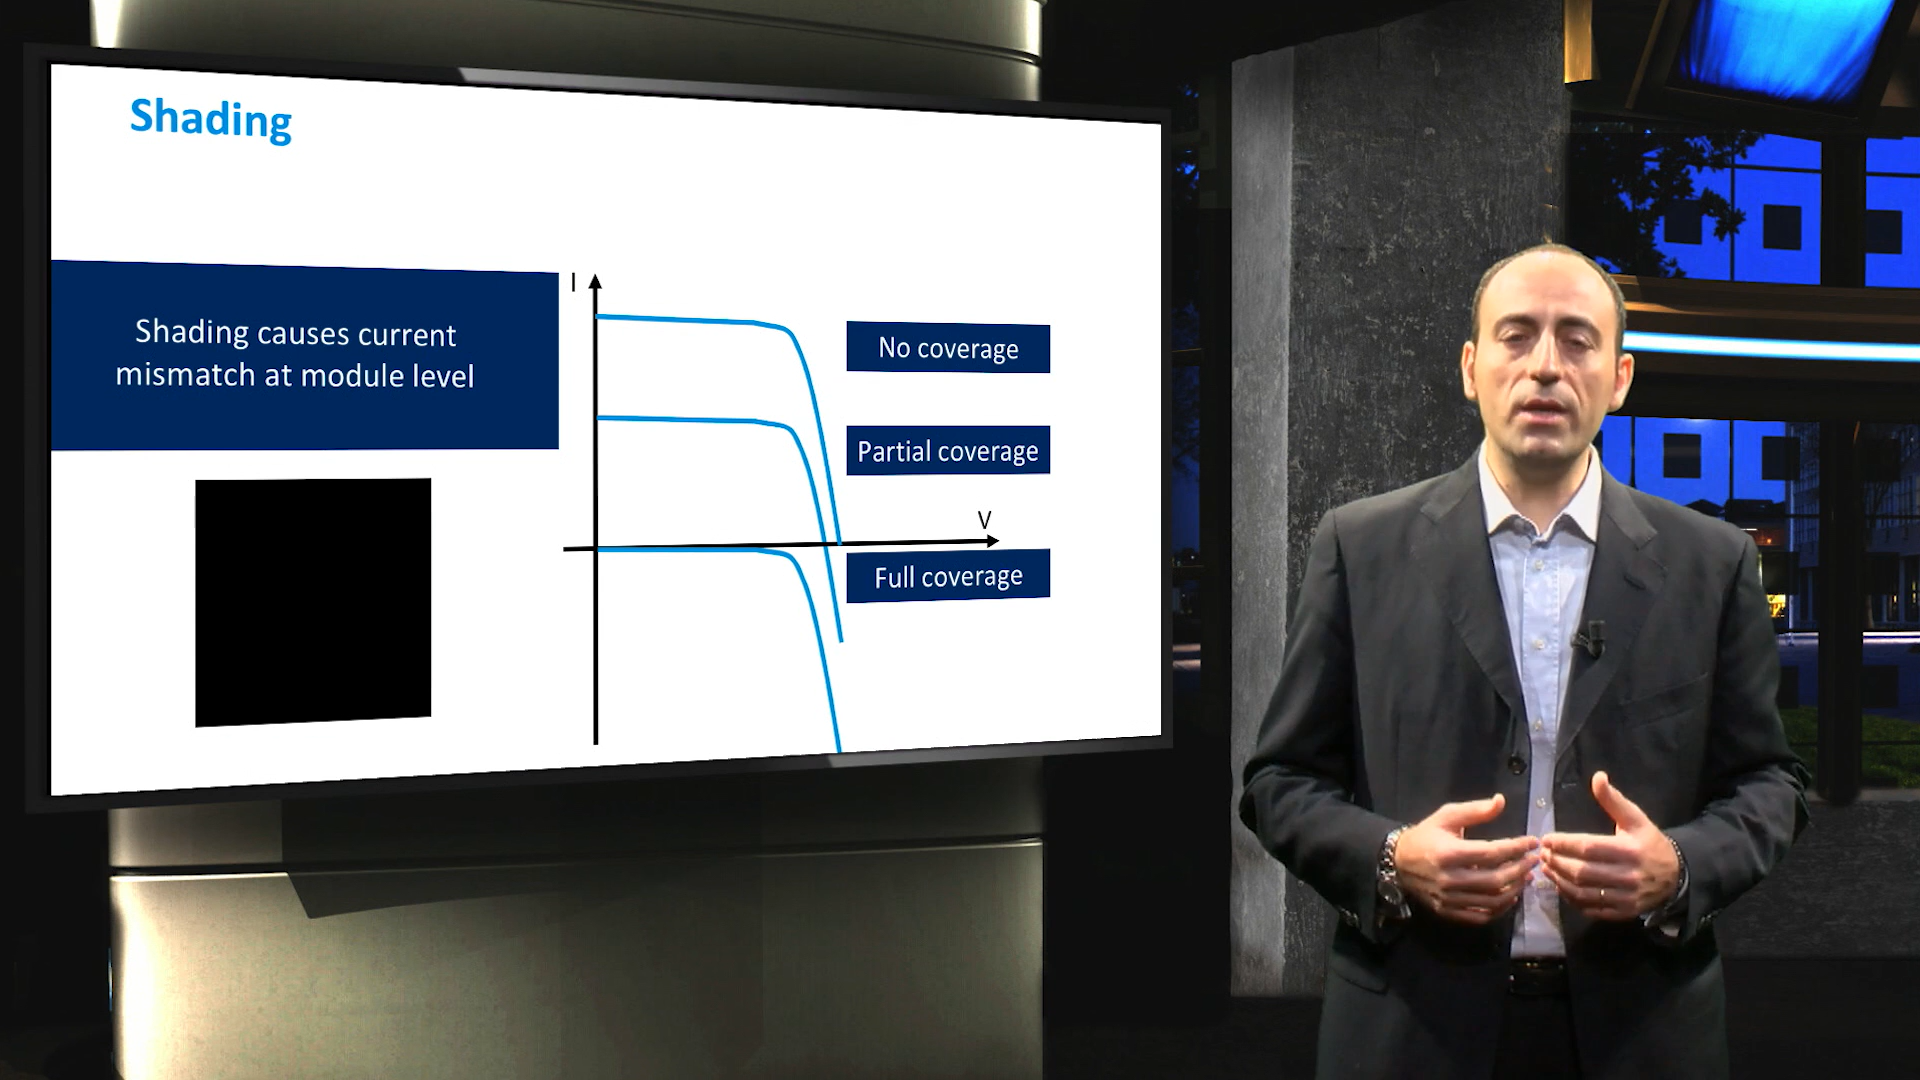 Shading
Shading causes current
mismatch at module level
I
No coverage
Partial coverage
V
Full coverage